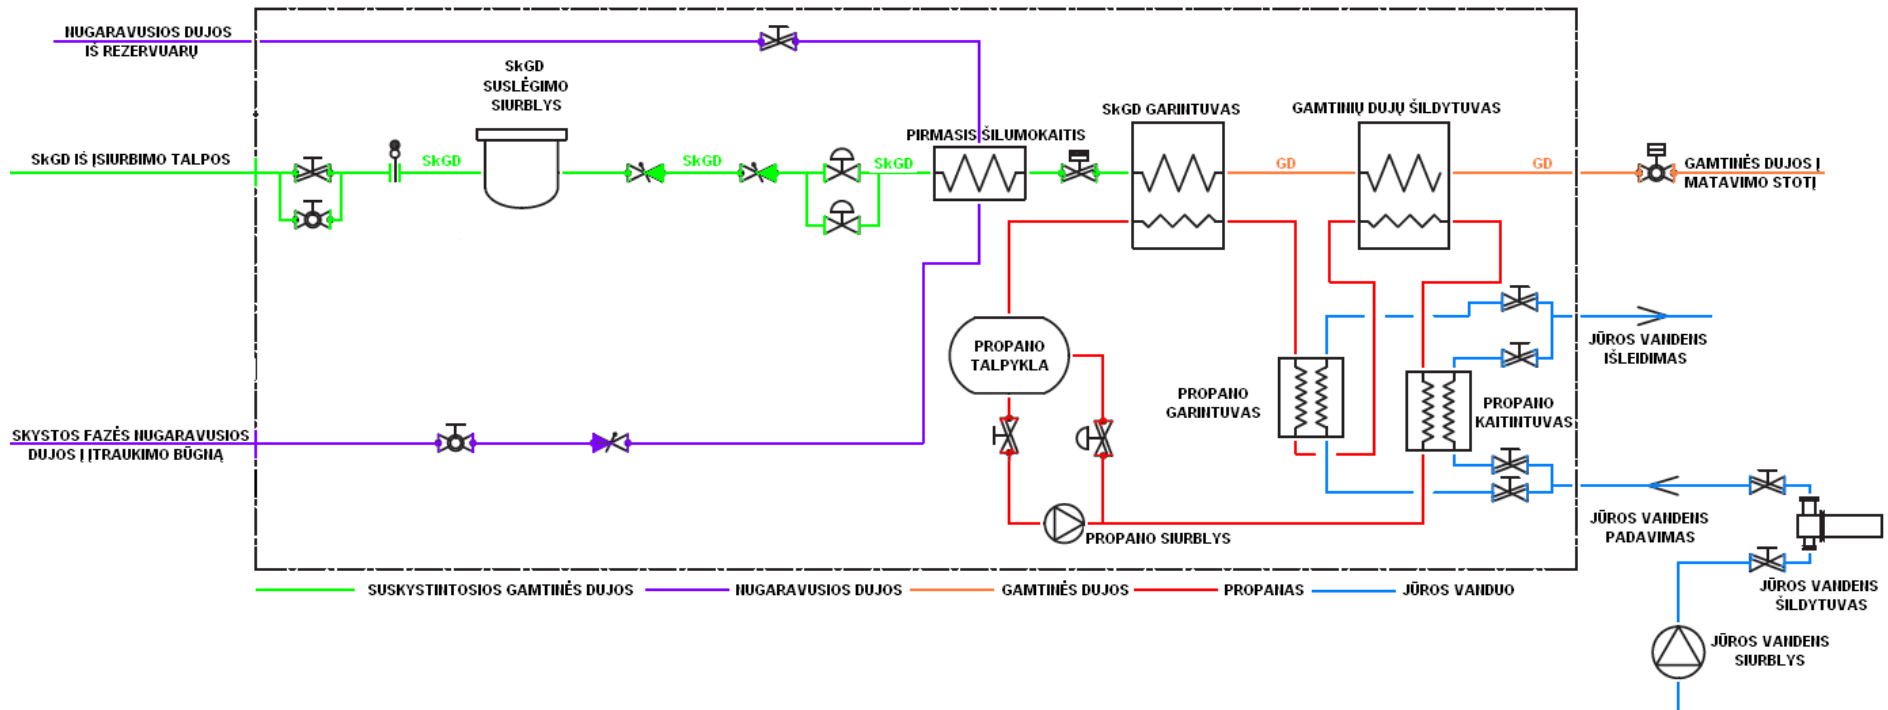 NUGARAVUSIOS DUJOS
IŠ REZERVUARŲ
SkGD
SUSLĖGIMO
SIURBLYS
SkGD GARINTUVAS
GAMTINIŲ DUJŲ ŠILDYTUVAS
PIRMASIS ŠILUMOKAITIS
SkGD IŠ ĮSIURBIMO TALPOS
SkGD
SkGD
SkGD
GD
GD
GAMTINĖS DUJOS Į
MATAVIMO STOTĮ
PROPANO
TALPYKLA
JŪROS VANDENS
IŠLEIDIMAS
PROPANO
GARINTUVAS
PROPANO
KAITINTUVAS
SKYSTOS FAZĖS NUGARAVUSIOS
DUJOS Į ĮTRAUKIMO BŪGNĄ
PROPANO SIURBLYS
JŪROS VANDENS
PADAVIMAS
SUSKYSTINTOSIOS GAMTINĖS DUJOS
NUGARAVUSIOS DUJOS
GAMTINĖS DUJOS
PROPANAS
JŪROS VANDUO
JŪROS VANDENS
ŠILDYTUVAS
JŪROS VANDENS
SIURBLYS